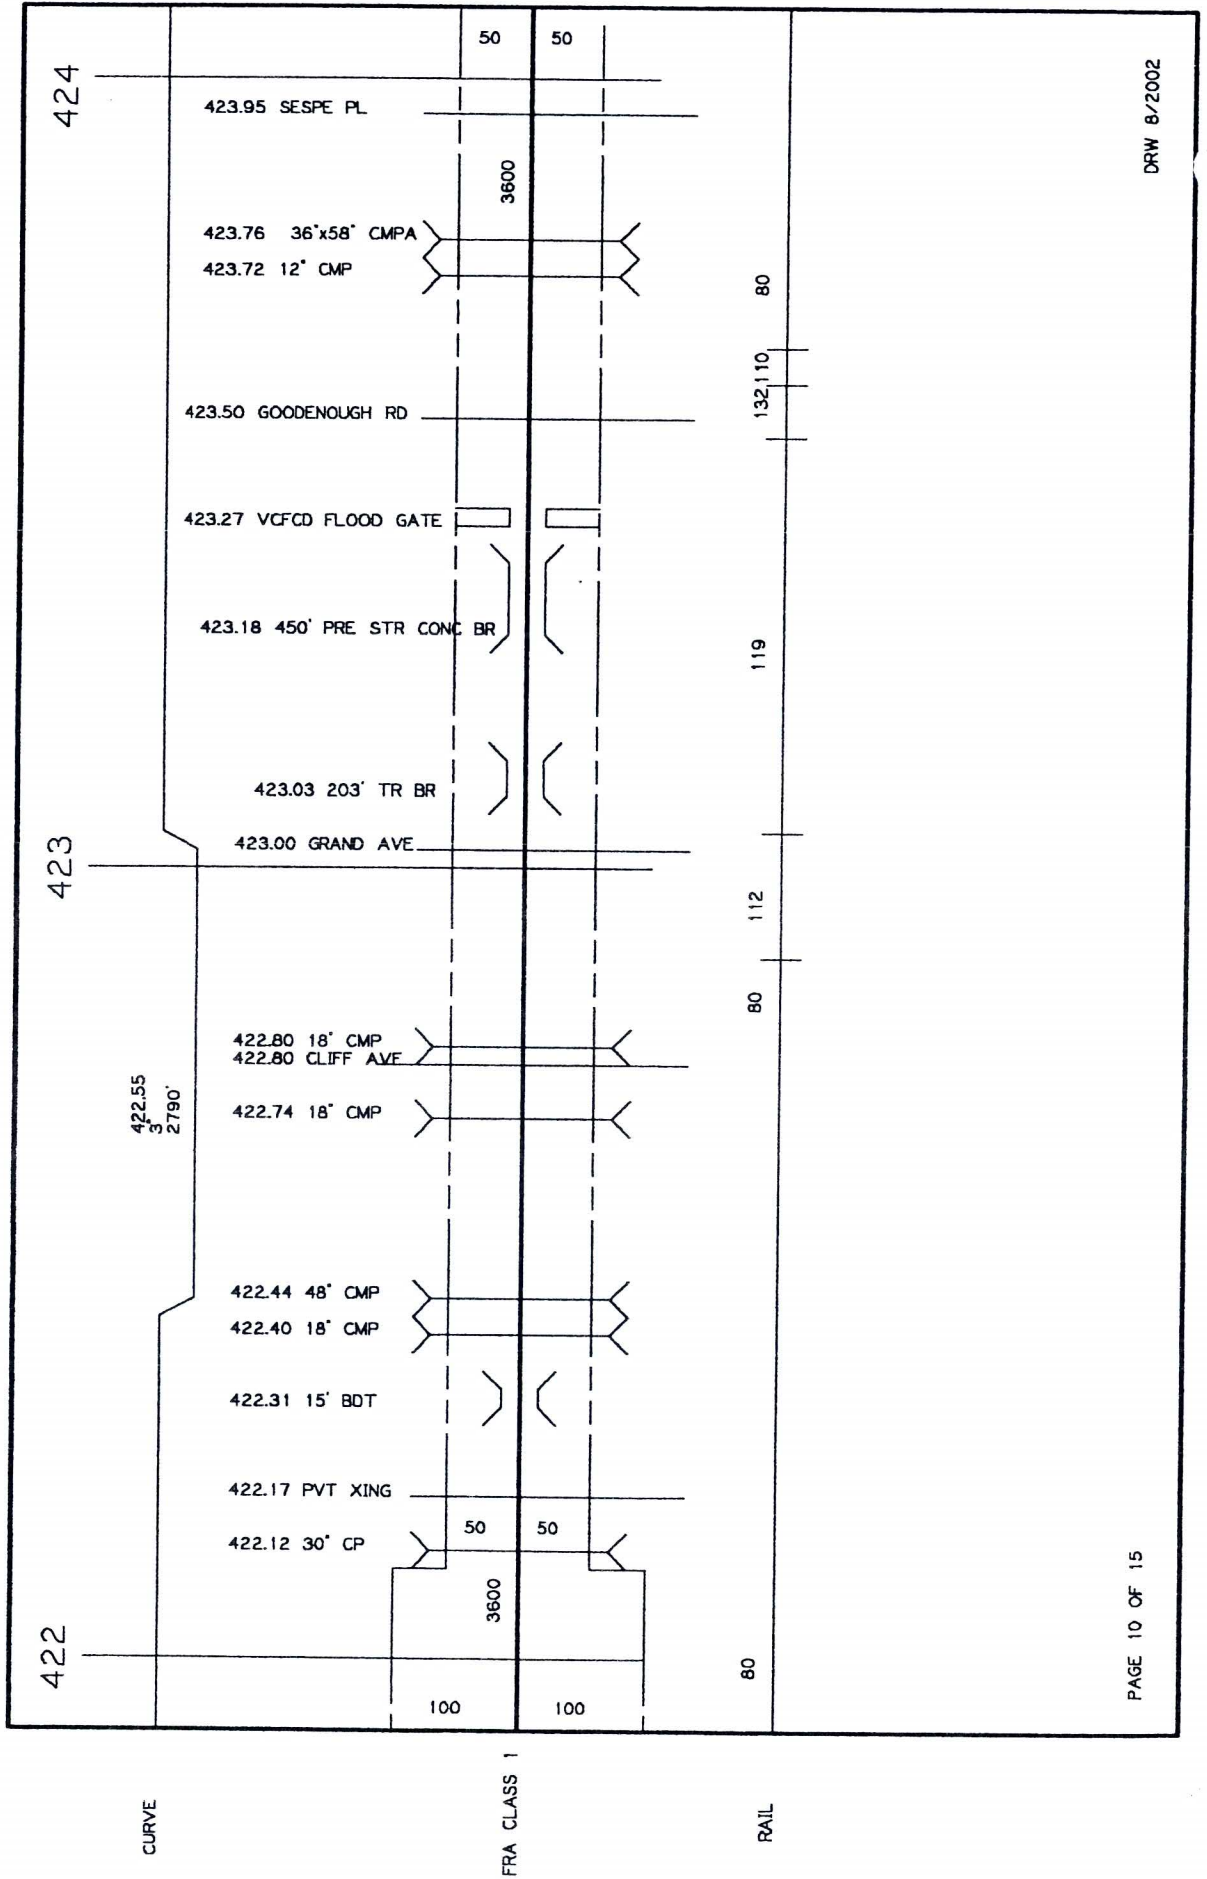 50 50
424
423.95 SESPE PL
3600
423.76 36"x58" CMPA
423.72 12" CMP
80
110
132
423.50 GOODENOUGH RD
423.27 VCFCD FLOOD GATE
423.18 450' PRE STR CONC BR
119
423.03 203' TR BR
423.00 GRAND AVE
423
112
80
422.80 18" CMP
422.80 CLIFF AVE
422.55
3°
2790'
422.74 18" CMP
422.44 48" CMP
422.40 18" CMP
422.31 15' BDT
422.17 PVT XING
50 50
422.12 30" CP
3600
422
80
100 100
DRW 8/2002
PAGE 10 OF 15
CURVE
FRA CLASS 1
RAIL